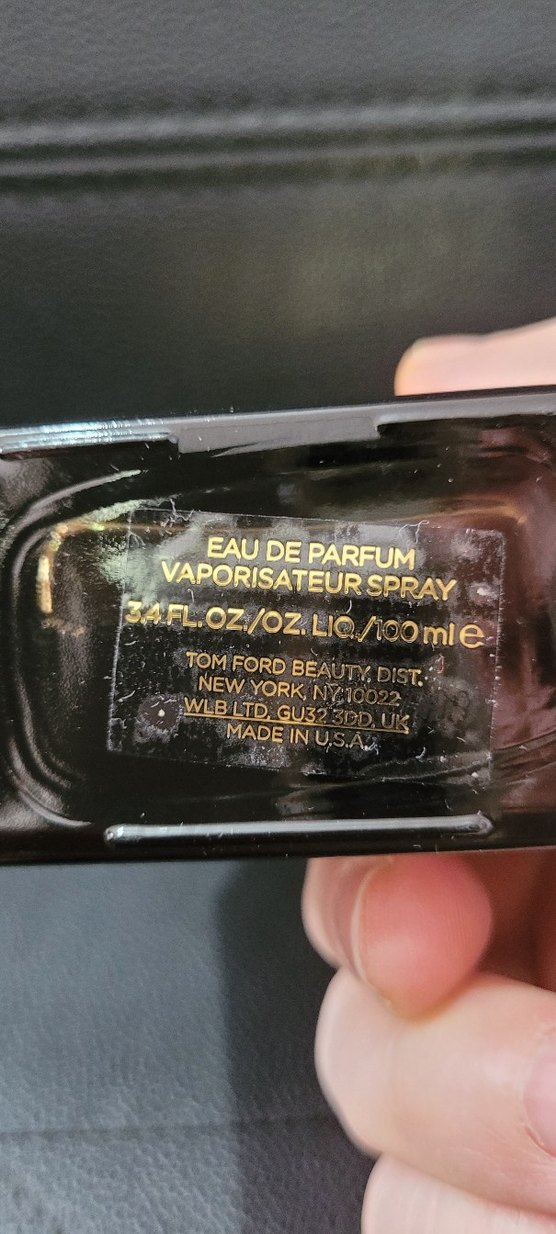 EAU DE PARFUM
VAPORISATEUR SPRAY
3.4 FL.OZ./OZ. LIQ./100 ml e
TOM FORD BEAUTY, DIST.
NEW YORK, NY 10022
WLB LTD, GU32 3DD, UK
MADE IN U.S.A.